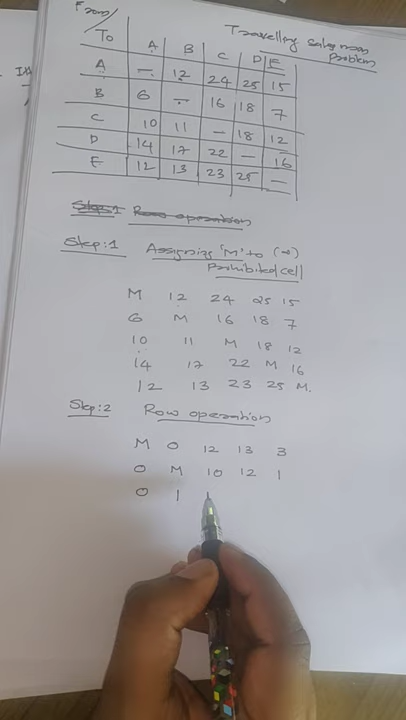 From/
To A B C D E
Travelling salesman
Problem
A - 12 24 25 15
B 6 - 16 18 7
C 10 11 - 18 12
D 14 17 22 - 16
E 12 13 23 25 -
Step:1 Row operation
Step:1 Assigning 'M' to (∞)
Prohibited cell
M 12 24 25 15
6 M 16 18 7
10 11 M 18 12
14 17 22 M 16
12 13 23 25 M.
Step:2 Row operation
M 0 12 13 3
0 M 10 12 1
0 1